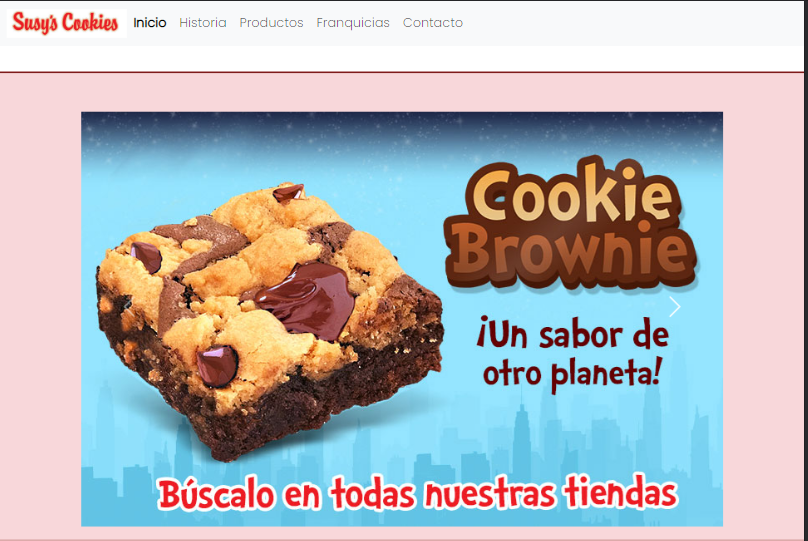 Susy's Cookies Inicio Historia Productos Franquicias Contacto
Cookie
Brownie
¡Un sabor de
otro planeta!
Búscalo en todas nuestras tiendas